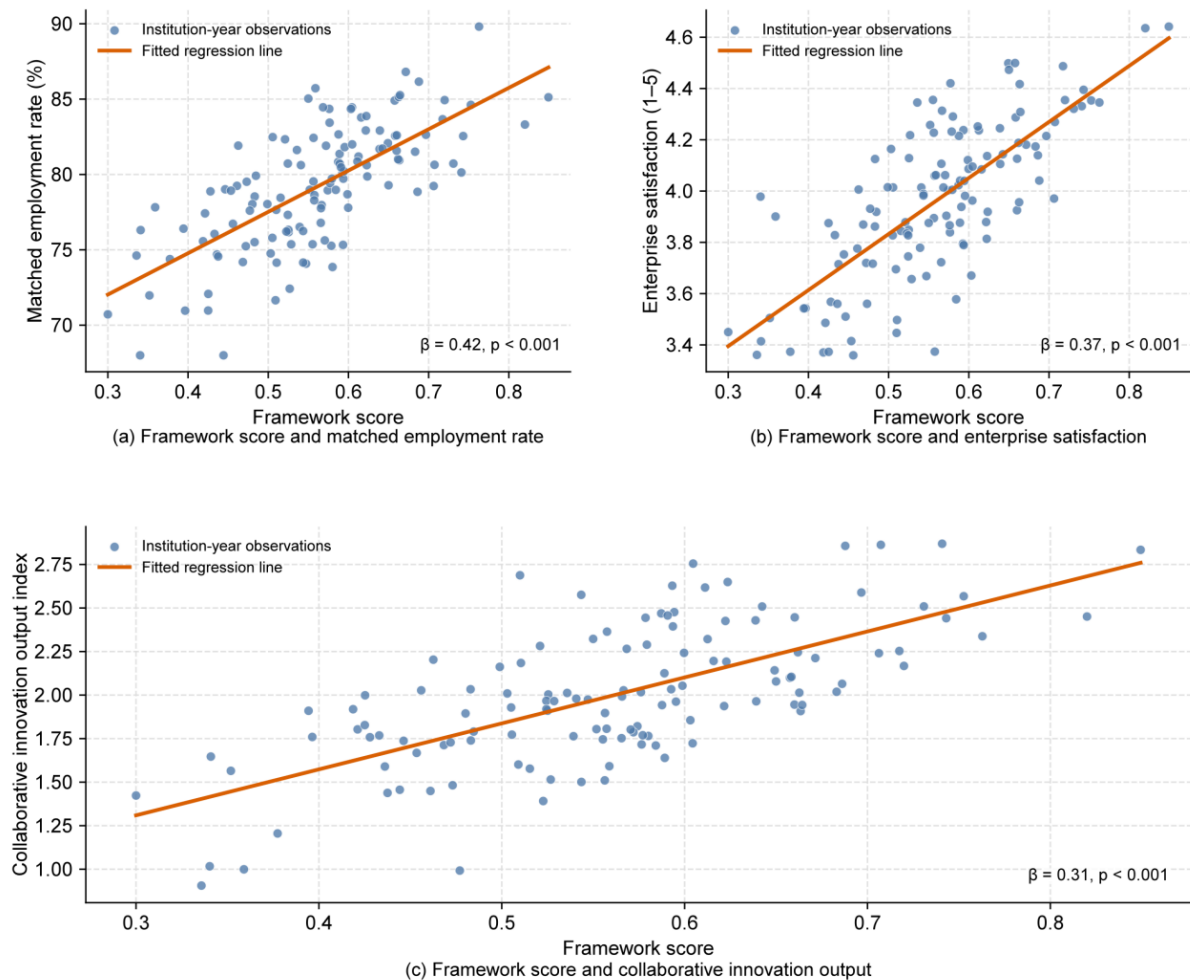 Institution-year observations
Fitted regression line
Matched employment rate (%)
90
85
80
75
70
β = 0.42, p < 0.001
0.3 0.4 0.5 0.6 0.7 0.8
Framework score
(a) Framework score and matched employment rate
Institution-year observations
Fitted regression line
Enterprise satisfaction (1–5)
4.6
4.4
4.2
4.0
3.8
3.6
3.4
β = 0.37, p < 0.001
0.3 0.4 0.5 0.6 0.7 0.8
Framework score
(b) Framework score and enterprise satisfaction
Institution-year observations
Fitted regression line
Collaborative innovation output index
2.75
2.50
2.25
2.00
1.75
1.50
1.25
1.00
β = 0.31, p < 0.001
0.3 0.4 0.5 0.6 0.7 0.8
Framework score
(c) Framework score and collaborative innovation output